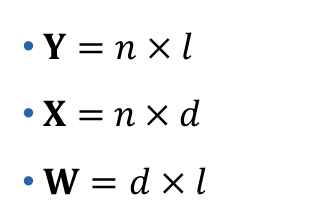 • Y = n × l
• X = n × d
• W = d × l